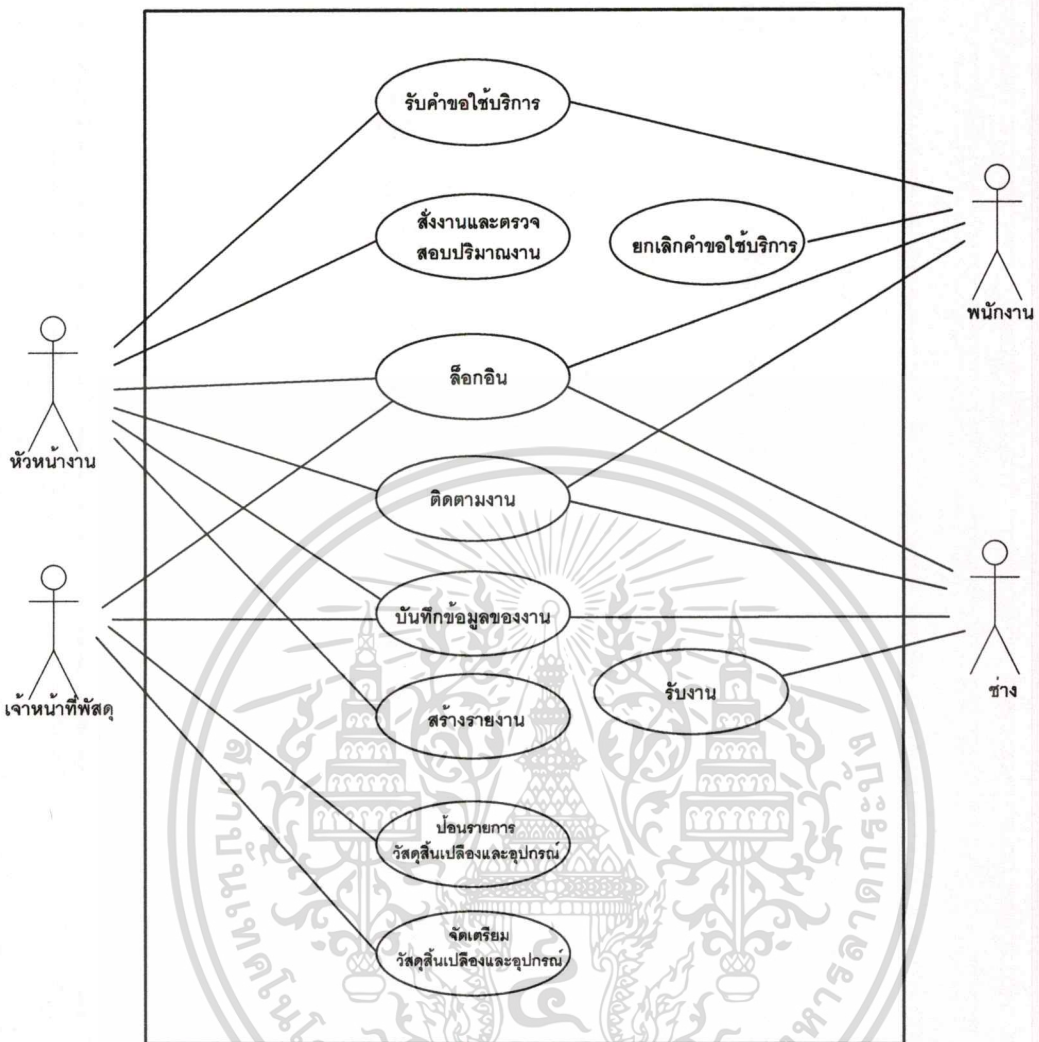 รับคำขอใช้บริการ
สั่งงานและตรวจ
สอบปริมาณงาน
ยกเลิกคำขอใช้บริการ
พนักงาน
ล็อกอิน
หัวหน้างาน
ติดตามงาน
บันทึกข้อมูลของงาน
รับงาน
ช่าง
เจ้าหน้าที่พัสดุ
สร้างรายงาน
ป้อนรายการ
วัสดุสิ้นเปลืองและอุปกรณ์
จัดเตรียม
วัสดุสิ้นเปลืองและอุปกรณ์